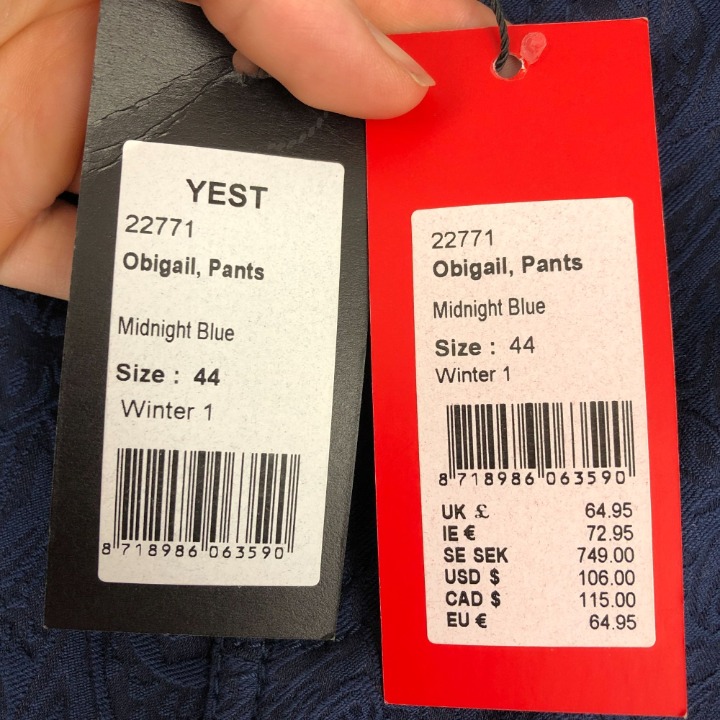 YEST
22771
Obigail, Pants
Midnight Blue
Size : 44
Winter 1
8 718986 063590
22771
Obigail, Pants
Midnight Blue
Size : 44
Winter 1
8 718986 063590
UK £ 64.95
IE € 72.95
SE SEK 749.00
USD $ 106.00
CAD $ 115.00
EU € 64.95